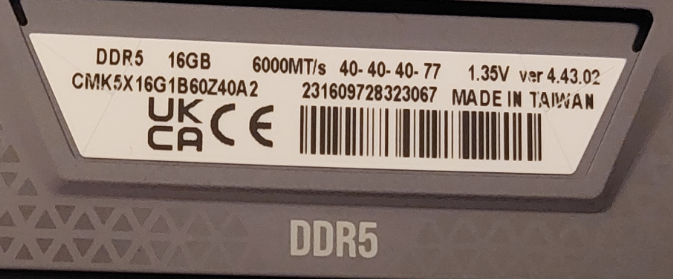 DDR5 16GB 6000MT/s 40-40-40-77 1.35V ver 4.43.02
CMK5X16G1B60Z40A2 231609728323067 MADE IN TAIWAN
UK
CA CE
DDR5